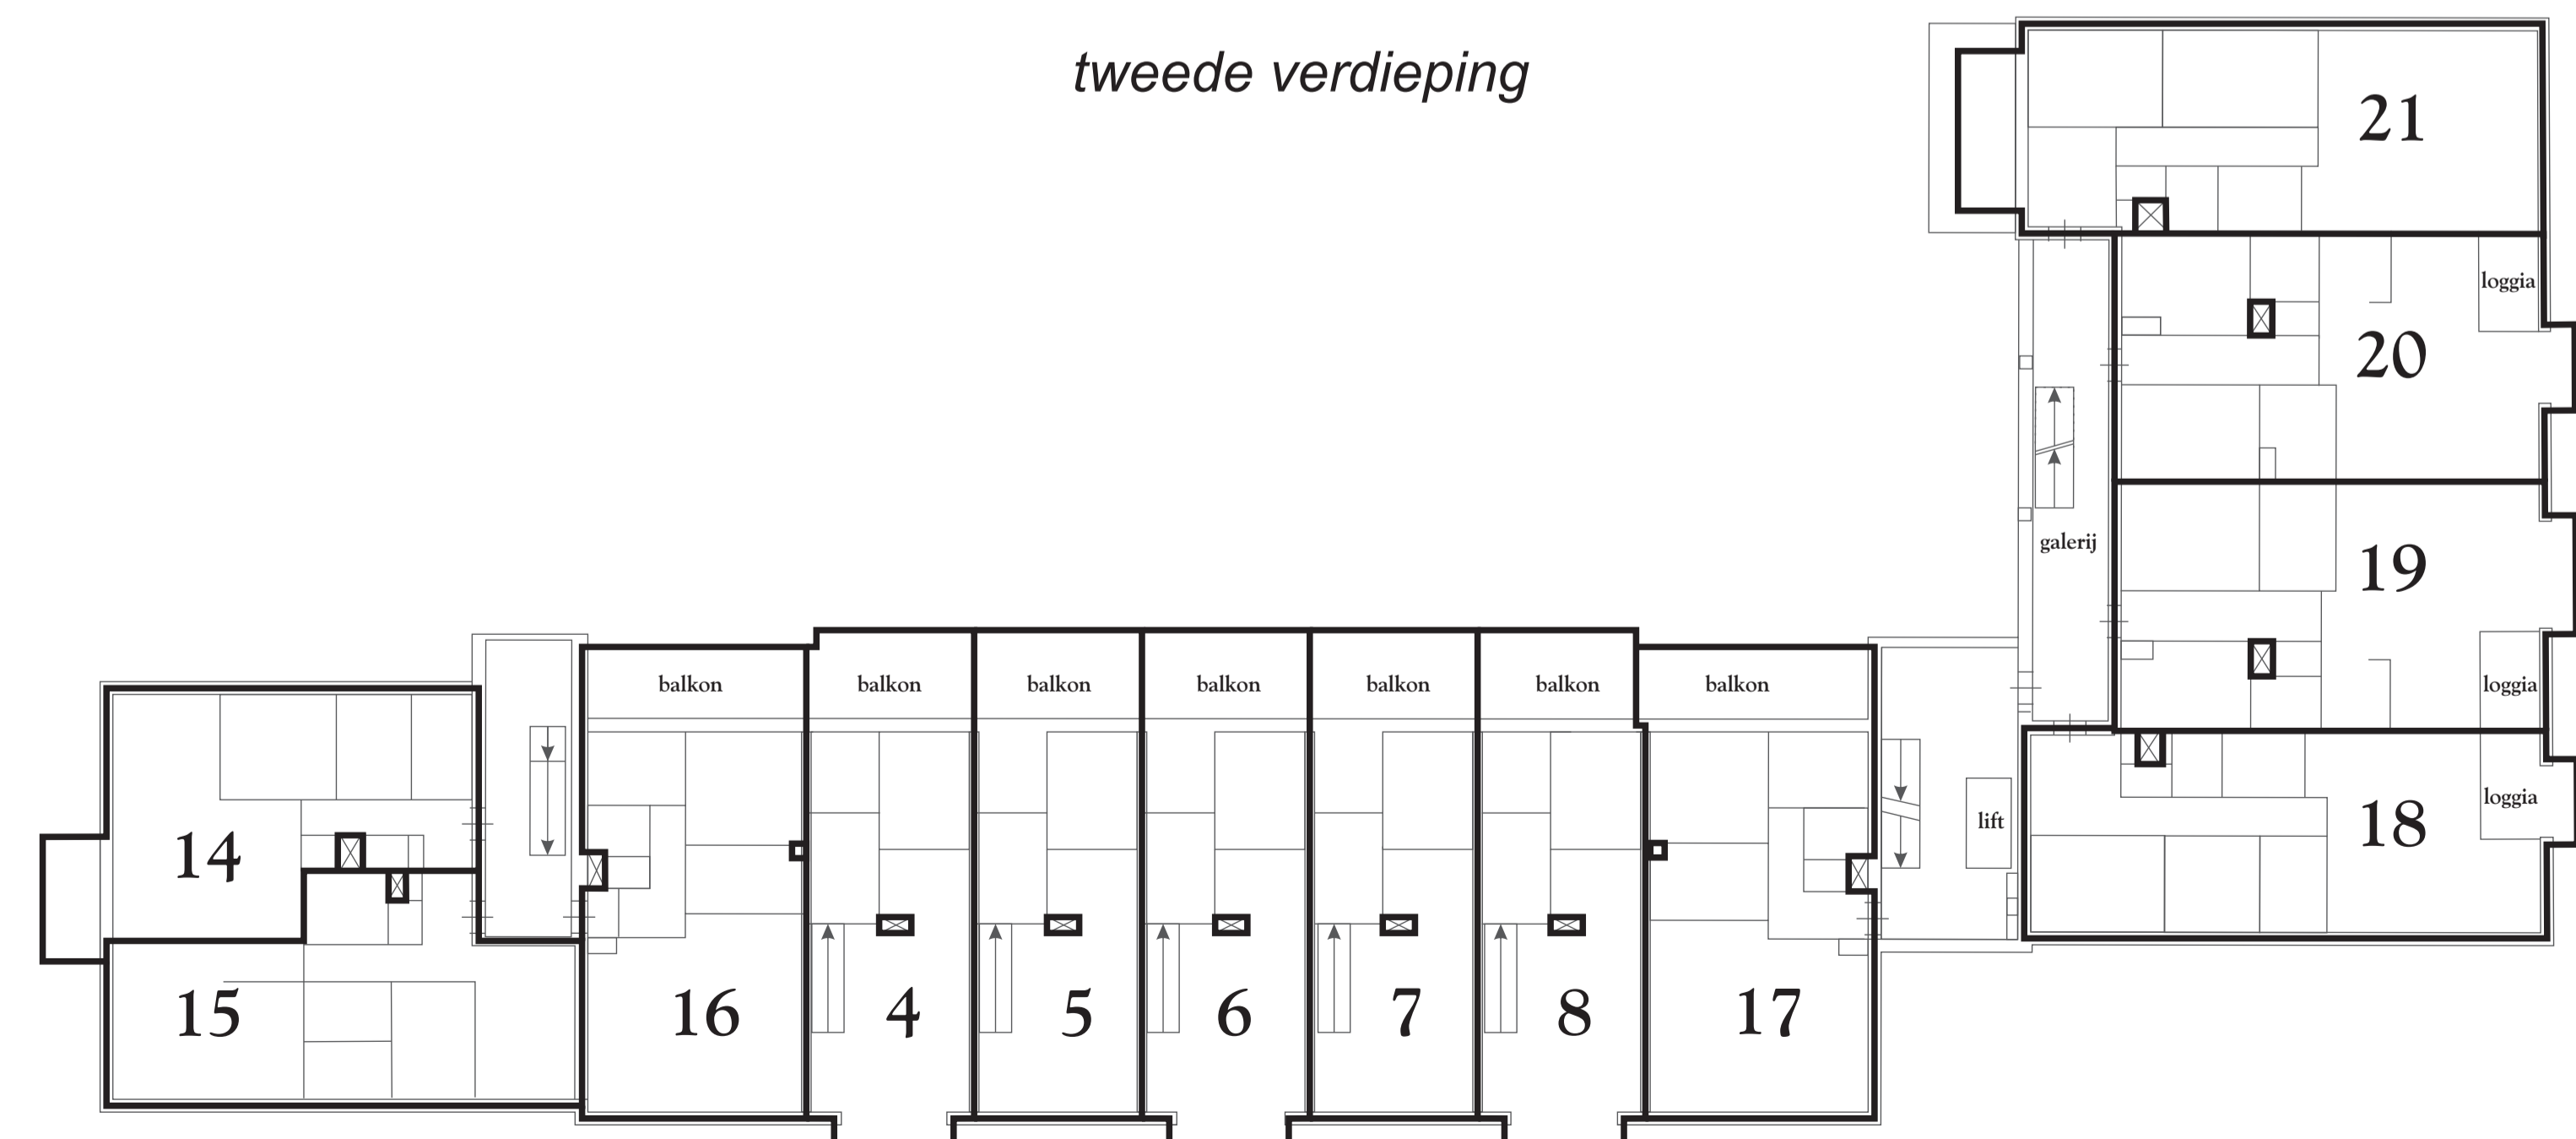 tweede verdieping
21
loggia
20
galerij
19
loggia
balkon balkon balkon balkon balkon balkon balkon
loggia
lift
18
14
15
16 4 5 6 7 8 17